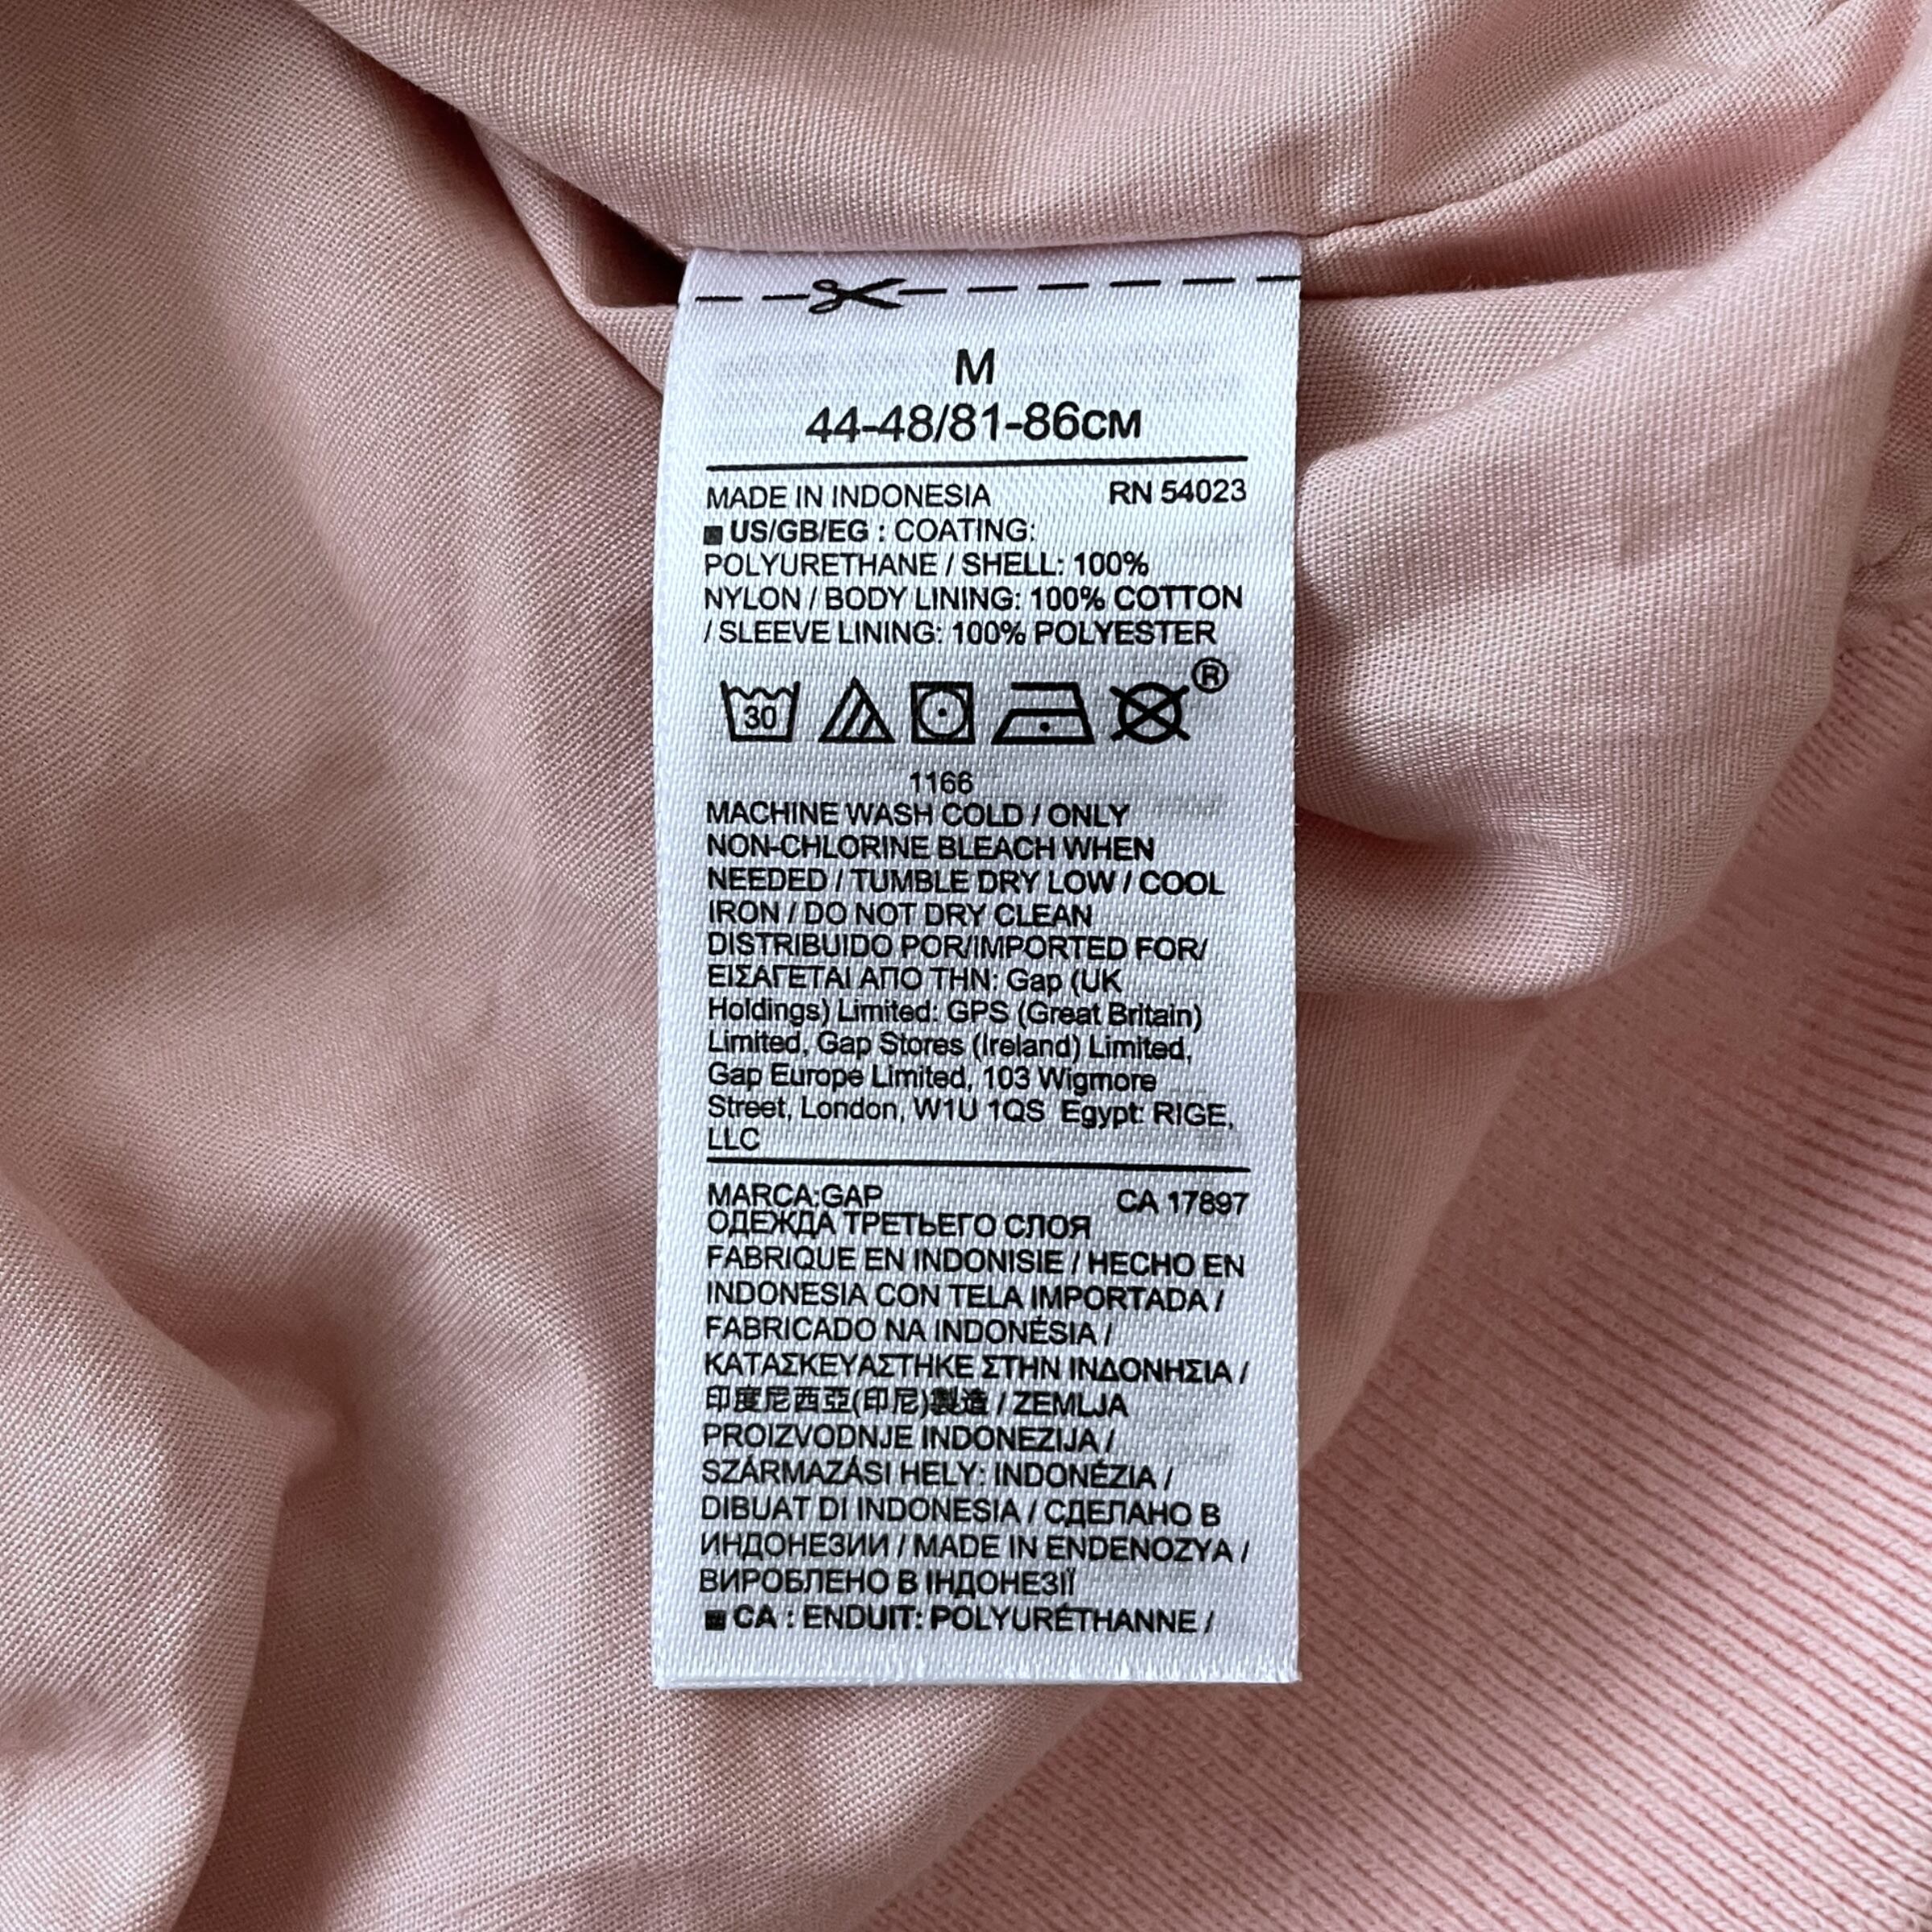 M
44-48/81-86CM
MADE IN INDONESIA RN 54023
US/GB/EG : COATING:
POLYURETHANE / SHELL: 100%
NYLON / BODY LINING: 100% COTTON
/ SLEEVE LINING: 100% POLYESTER
30 ®
1166
MACHINE WASH COLD / ONLY
NON-CHLORINE BLEACH WHEN
NEEDED / TUMBLE DRY LOW / COOL
IRON / DO NOT DRY CLEAN
DISTRIBUIDO POR/IMPORTED FOR/
ΕΙΣΑΓΕΤΑΙ ΑΠΟ ΤΗΝ: Gap (UK
Holdings) Limited: GPS (Great Britain)
Limited, Gap Stores (Ireland) Limited,
Gap Europe Limited, 103 Wigmore
Street, London, W1U 1QS Egypt: RIGE,
LLC
MARCA:GAP CA 17897
ОДЕЖДА ТРЕТЬЕГО СЛОЯ
FABRIQUE EN INDONISIE / HECHO EN
INDONESIA CON TELA IMPORTADA /
FABRICADO NA INDONÉSIA /
ΚΑΤΑΣΚΕΥΑΣΤΗΚΕ ΣΤΗΝ ΙΝΔΟΝΗΣΙΑ /
印度尼西亞(印尼)製造 / ZEMLJA
PROIZVODNJE INDONEZIJA /
SZÁRMAZÁSI HELY: INDONÉZIA /
DIBUAT DI INDONESIA / СДЕЛАНО В
ИНДОНЕЗИИ / MADE IN ENDENOZYA /
ВИРОБЛЕНО В ІНДОНЕЗІЇ
CA : ENDUIT: POLYURÉTHANNE /